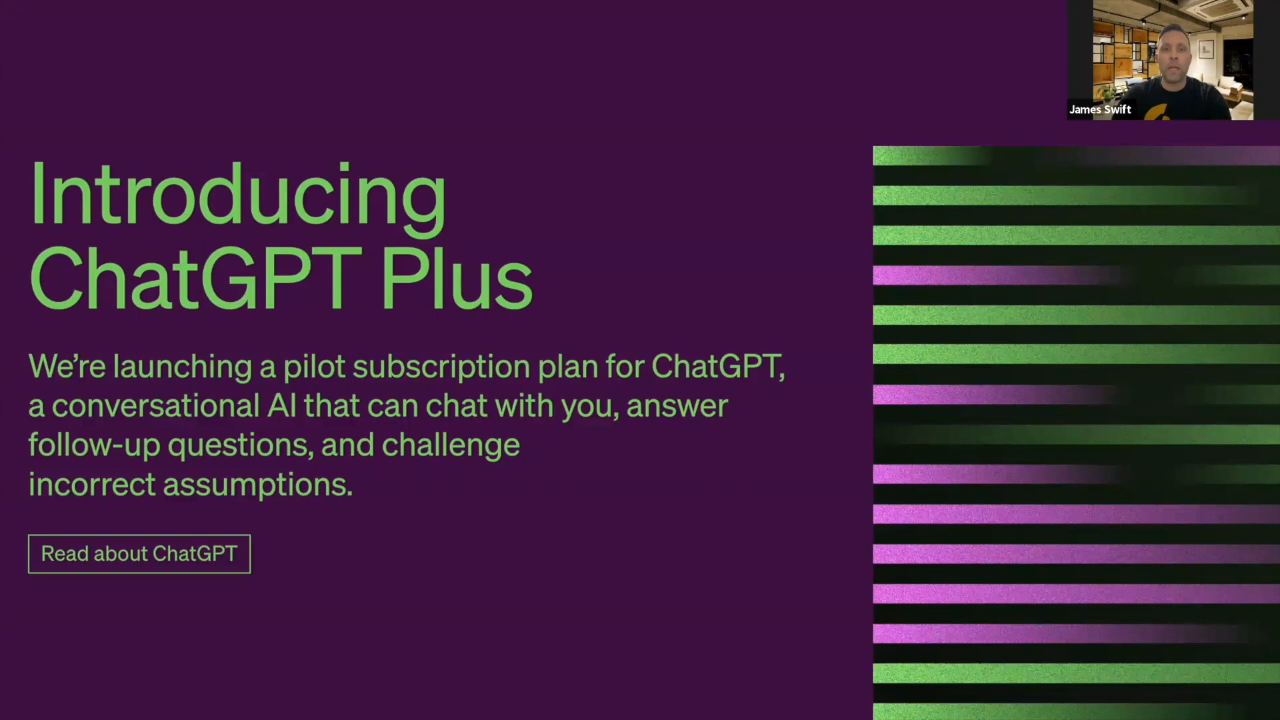 James Swift
Introducing
ChatGPT Plus
We’re launching a pilot subscription plan for ChatGPT,
a conversational AI that can chat with you, answer
follow-up questions, and challenge
incorrect assumptions.
Read about ChatGPT